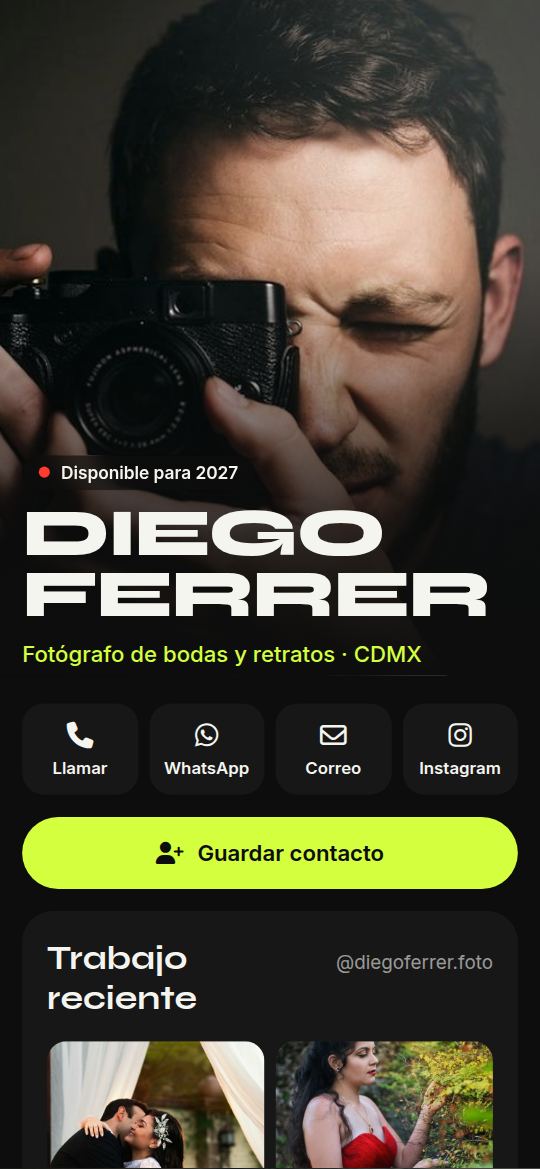 Disponible para 2027
DIEGO
FERRER
Fotógrafo de bodas y retratos · CDMX
Llamar
WhatsApp
Correo
Instagram
Guardar contacto
Trabajo
reciente
@diegoferrer.foto